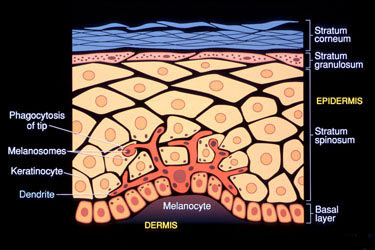 Stratum
corneum
Stratum
granulosum
EPIDERMIS
Phagocytosis
of tip
Melanosomes
Keratinocyte
Dendrite
Stratum
spinosum
Melanocyte
DERMIS
Basal
layer